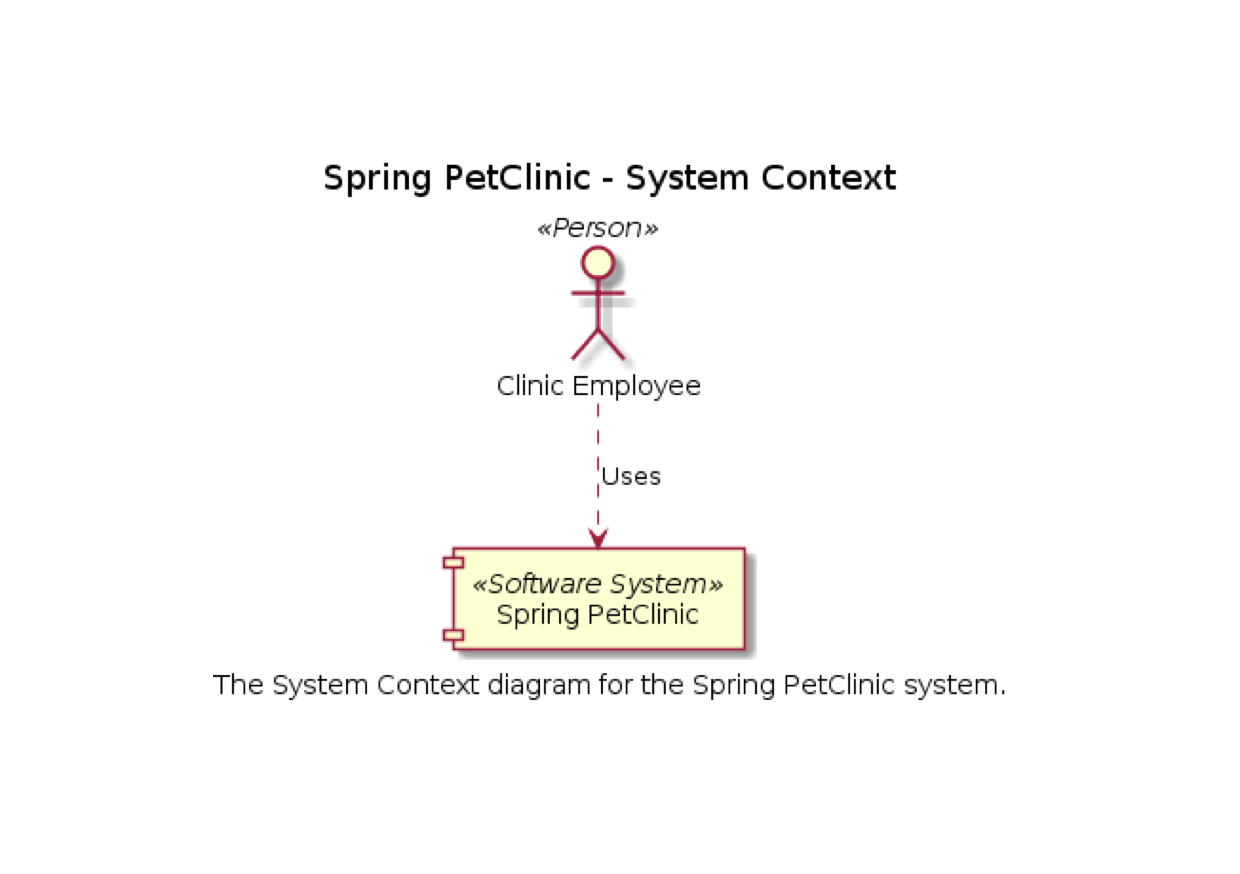 Spring PetClinic - System Context
«Person»
Clinic Employee
Uses
«Software System»
Spring PetClinic
The System Context diagram for the Spring PetClinic system.